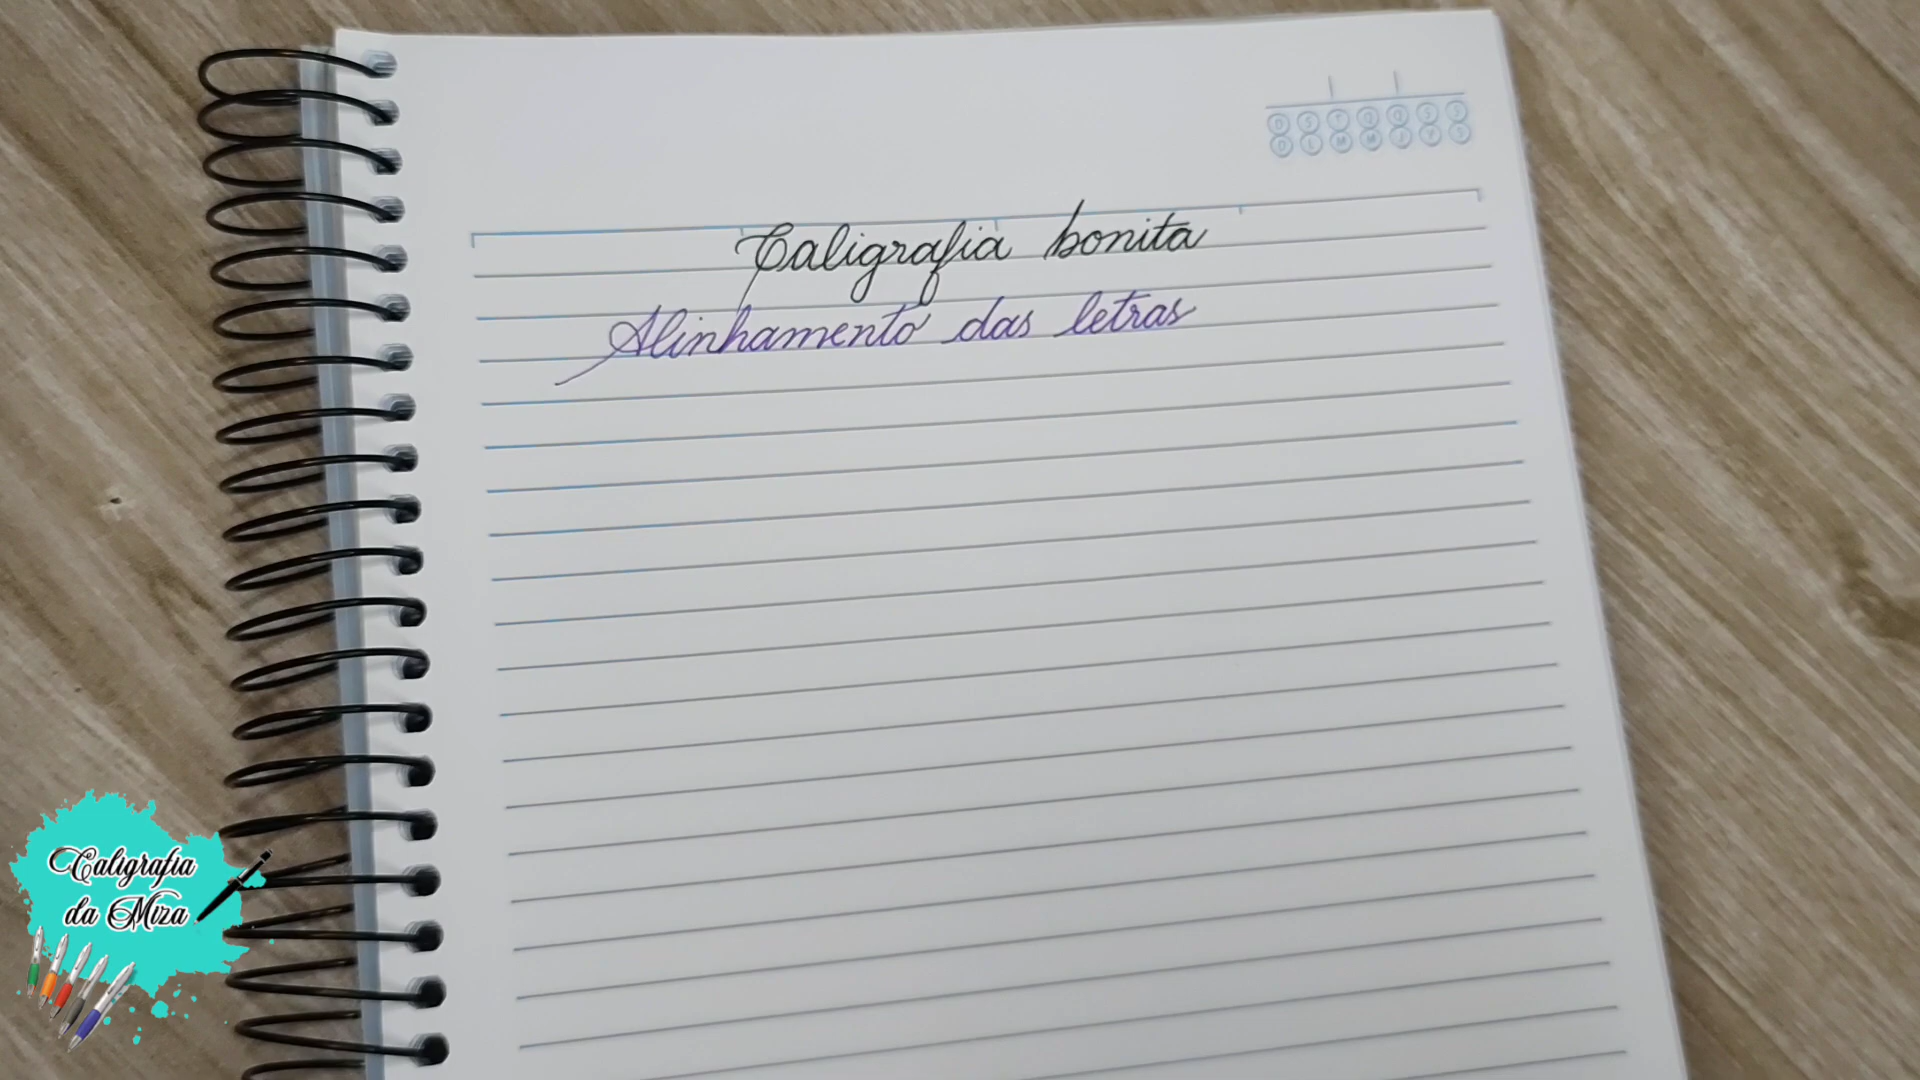 D S T Q Q S S
D L M M J V S
Caligrafia bonita
Alinhamento das letras
Caligrafia
da Miza